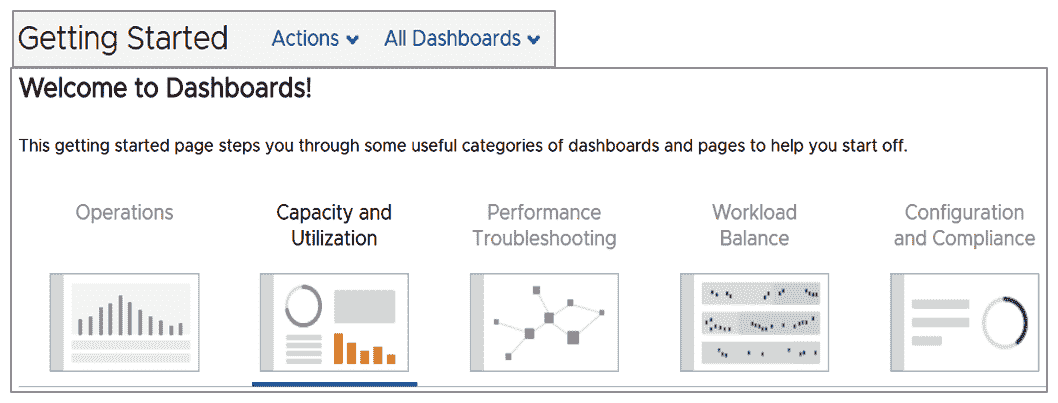 Getting Started Actions All Dashboards
Welcome to Dashboards!
This getting started page steps you through some useful categories of dashboards and pages to help you start off.
Operations
Capacity and
Utilization
Performance
Troubleshooting
Workload
Balance
Configuration
and Compliance